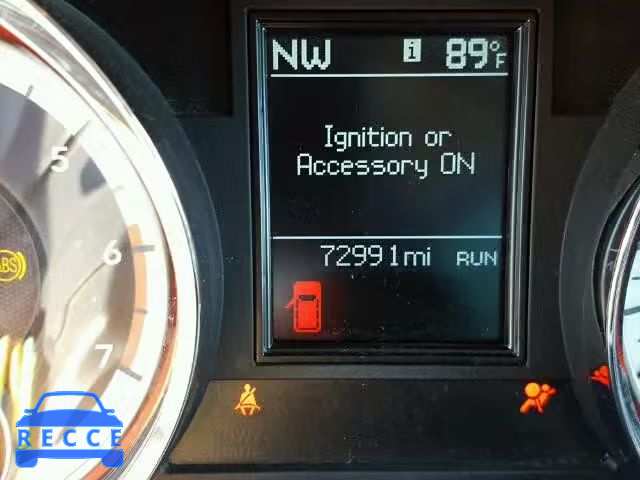 NW i 89°F
Ignition or
Accessory ON
72991mi RUN
5
6
7
ABS
RECCE